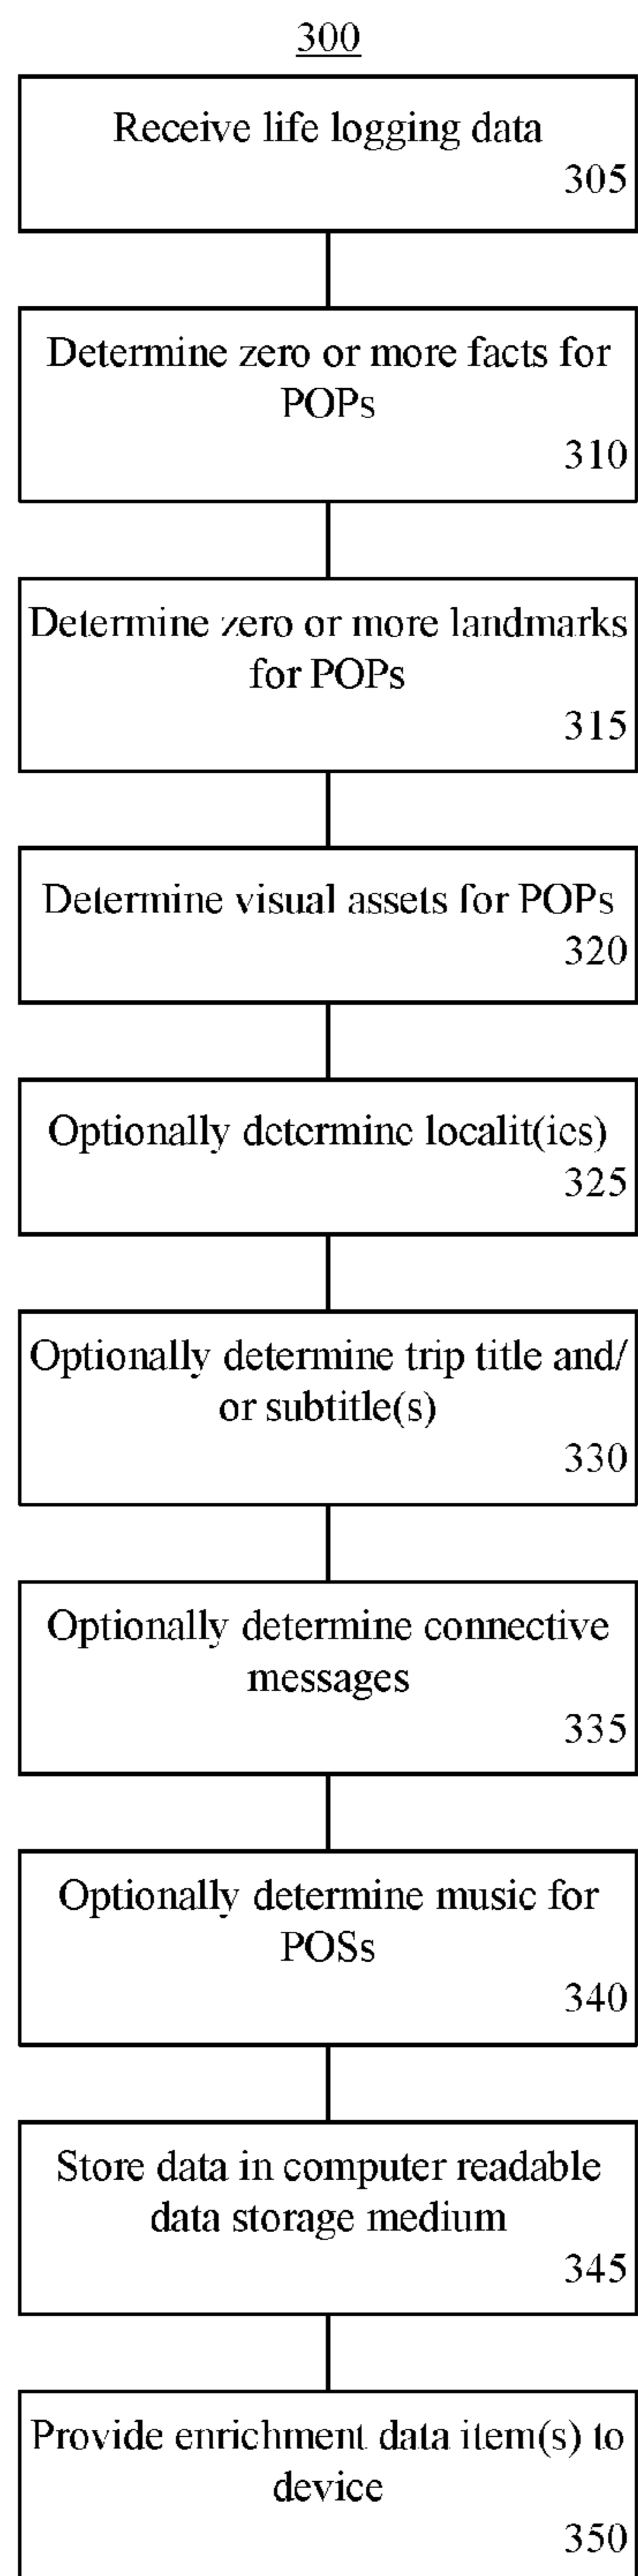 300
Receive life logging data
305
Determine zero or more facts for
POPs
310
Determine zero or more landmarks
for POPs
315
Determine visual assets for POPs
320
Optionally determine localit(ies)
325
Optionally determine trip title and/
or subtitle(s)
330
Optionally determine connective
messages
335
Optionally determine music for
POSs
340
Store data in computer readable
data storage medium
345
Provide enrichment data item(s) to
device
350